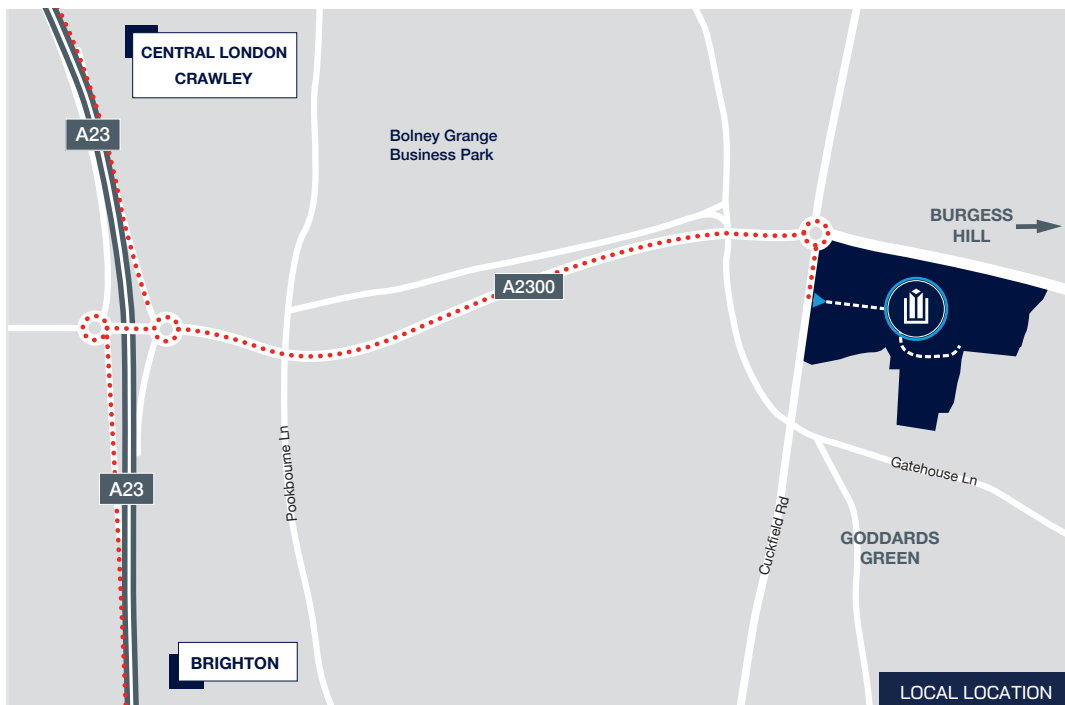 CENTRAL LONDON
CRAWLEY
A23
Bolney Grange
Business Park
BURGESS
HILL
A2300
Pookbourne Ln
Gatehouse Ln
A23
Cuckfield Rd
GODDARDS
GREEN
BRIGHTON
LOCAL LOCATION